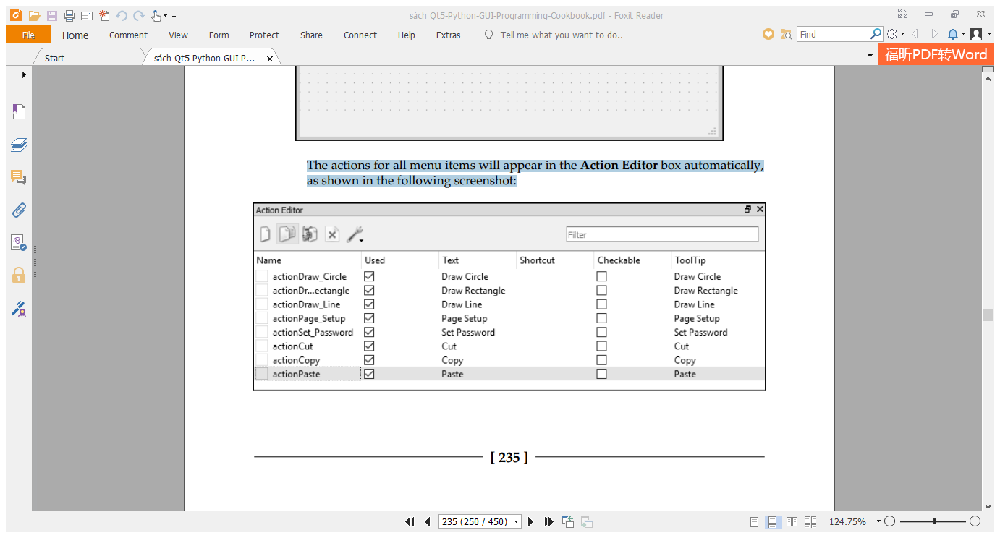 sách Qt5-Python-GUI-Programming-Cookbook.pdf - Foxit Reader
File Home Comment View Form Protect Share Connect Help Extras Tell me what you want to do.. Find
Start sách Qt5-Python-GUI-P... 福昕PDF转Word
The actions for all menu items will appear in the Action Editor box automatically,
as shown in the following screenshot:
Action Editor
Filter
Name Used Text Shortcut Checkable ToolTip
actionDraw_Circle Draw Circle Draw Circle
actionDr...ectangle Draw Rectangle Draw Rectangle
actionDraw_Line Draw Line Draw Line
actionPage_Setup Page Setup Page Setup
actionSet_Password Set Password Set Password
actionCut Cut Cut
actionCopy Copy Copy
actionPaste Paste Paste
[ 235 ]
235 (250 / 450) 124.75%